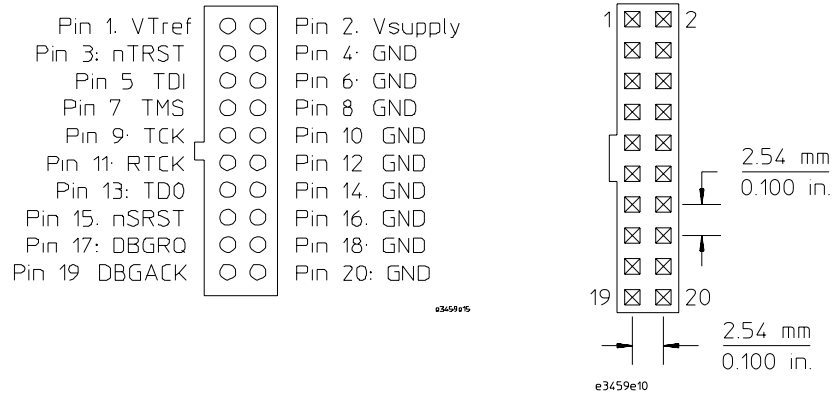 Pin 1. VTref Pin 2. Vsupply
Pin 3: nTRST Pin 4· GND
Pin 5 TDI Pin 6· GND
Pin 7 TMS Pin 8 GND
Pin 9· TCK Pin 10 GND
Pin 11· RTCK Pin 12 GND
Pin 13: TDO Pin 14. GND
Pin 15. nSRST Pin 16. GND
Pin 17: DBGRQ Pin 18· GND
Pin 19 DBGACK Pin 20: GND
e3459e15
1 2
2.54 mm
0.100 in.
19 20
2.54 mm
0.100 in.
e3459e10